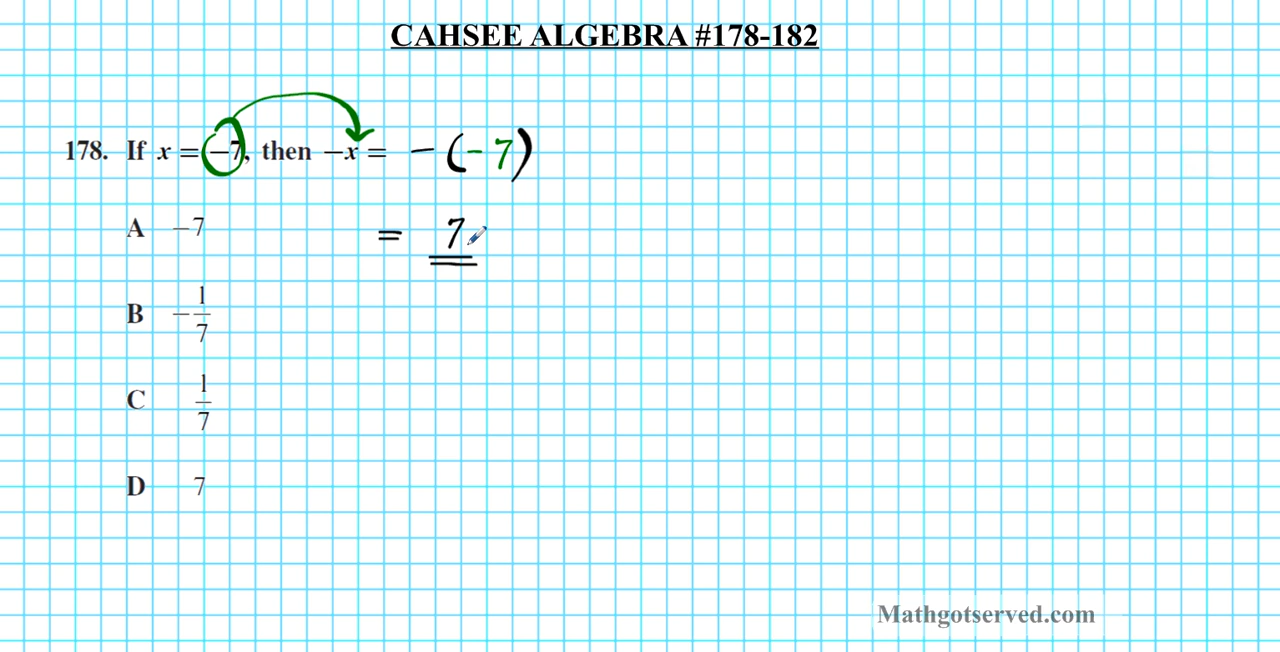 CAHSEE ALGEBRA #178-182
178. If x = −7, then −x = −(−7)
A −7
= 7
B −1/7
C 1/7
D 7
Mathgotserved.com